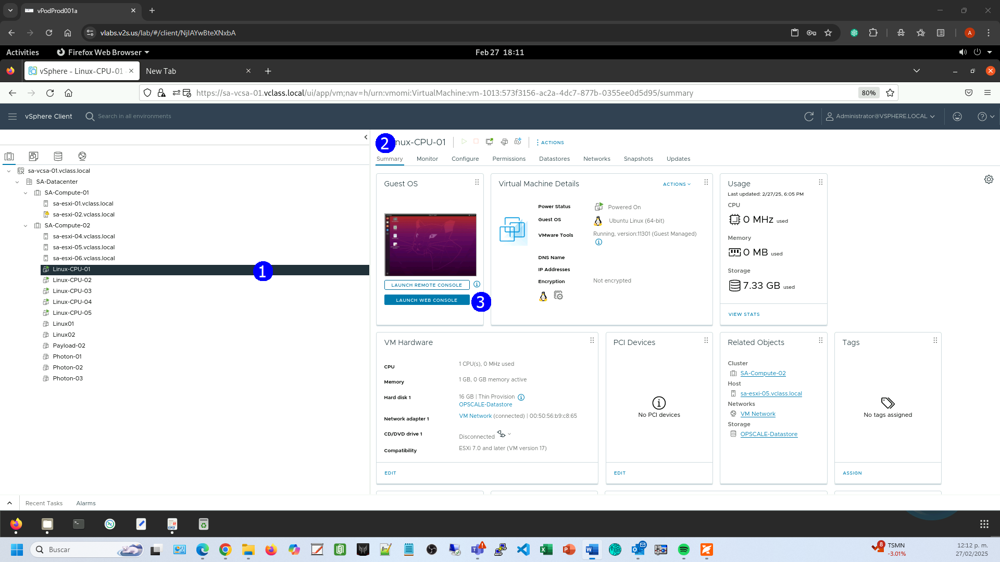 vPodProd001a
vlabs.v2s.us/lab/#/client/NjIAYwBteXNxbA
A
Activities
Firefox Web Browser
Feb 27 18:11
vSphere - Linux-CPU-01
New Tab
https://sa-vcsa-01.vclass.local/ui/app/vm;nav=h/urn:vmomi:VirtualMachine:vm-1013:573f3156-ac2a-4dc7-877b-0355ee0d5d95/summary
80%
vSphere Client
Search in all environments
Administrator@VSPHERE.LOCAL
sa-vcsa-01.vclass.local
SA-Datacenter
SA-Compute-01
sa-esxi-01.vclass.local
sa-esxi-02.vclass.local
SA-Compute-02
sa-esxi-04.vclass.local
sa-esxi-05.vclass.local
sa-esxi-06.vclass.local
Linux-CPU-01
1
Linux-CPU-02
Linux-CPU-03
Linux-CPU-04
Linux-CPU-05
Linux01
Linux02
Payload-02
Photon-01
Photon-02
Photon-03
2
nux-CPU-01
ACTIONS
Summary
Monitor
Configure
Permissions
Datastores
Networks
Snapshots
Updates
Guest OS
LAUNCH REMOTE CONSOLE
LAUNCH WEB CONSOLE
3
Virtual Machine Details
ACTIONS
Power Status
Powered On
Guest OS
Ubuntu Linux (64-bit)
VMware Tools
Running, version:11301 (Guest Managed)
DNS Name
IP Addresses
Encryption
Not encrypted
Usage
Last updated: 2/27/25, 6:05 PM
CPU
0 MHz used
Memory
0 MB used
Storage
7.33 GB used
VIEW STATS
VM Hardware
CPU
1 CPU(s), 0 MHz used
Memory
1 GB, 0 GB memory active
Hard disk 1
16 GB | Thin Provision
OPSCALE-Datastore
Network adapter 1
VM Network (connected) | 00:50:56:b9:c8:65
CD/DVD drive 1
Disconnected
Compatibility
ESXi 7.0 and later (VM version 17)
EDIT
PCI Devices
No PCI devices
EDIT
Related Objects
Cluster
SA-Compute-02
Host
sa-esxi-05.vclass.local
Networks
VM Network
Storage
OPSCALE-Datastore
Tags
No tags assigned
ASSIGN
Recent Tasks
Alarms
Buscar
8
TSMN
-3.01%
12:12 p. m.
27/02/2025